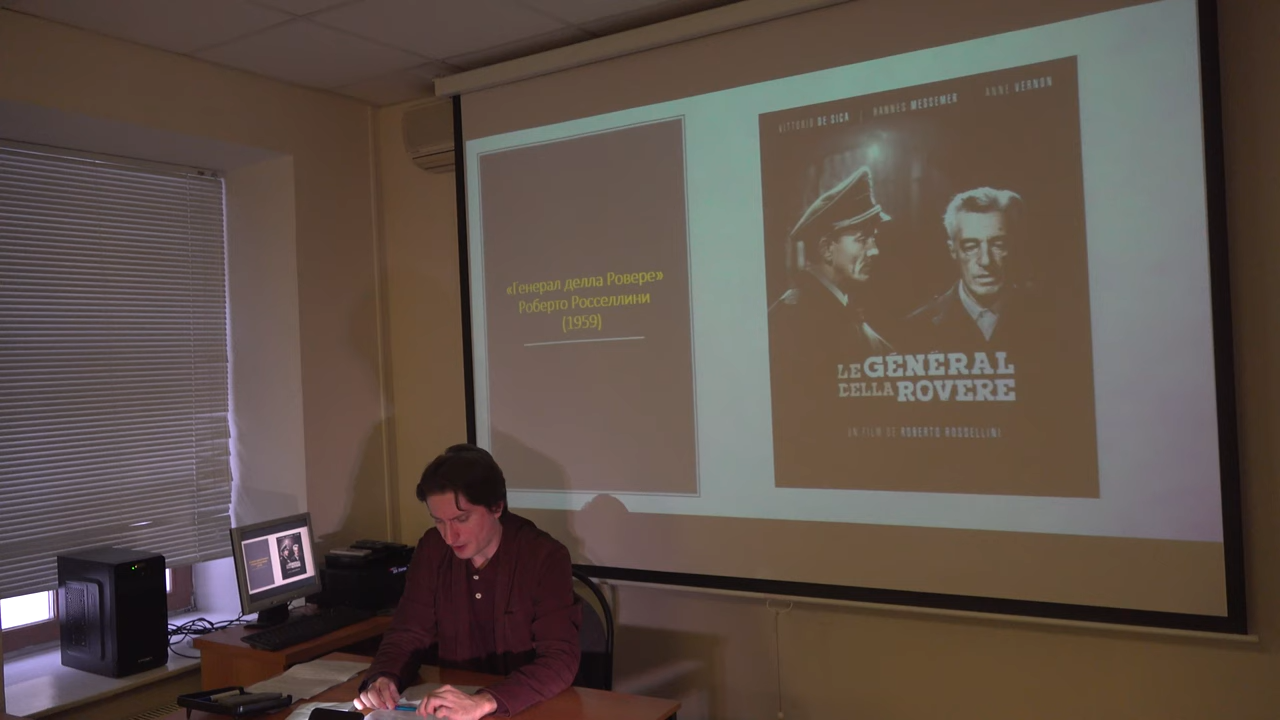 «Генерал делла Ровере»
Роберто Росселлини
(1959)
VITTORIO DE SICA | HANNES MESSEMER ANNE VERNON
LE GÉNÉRAL
DELLA ROVERE
UN FILM DE ROBERTO ROSSELLINI